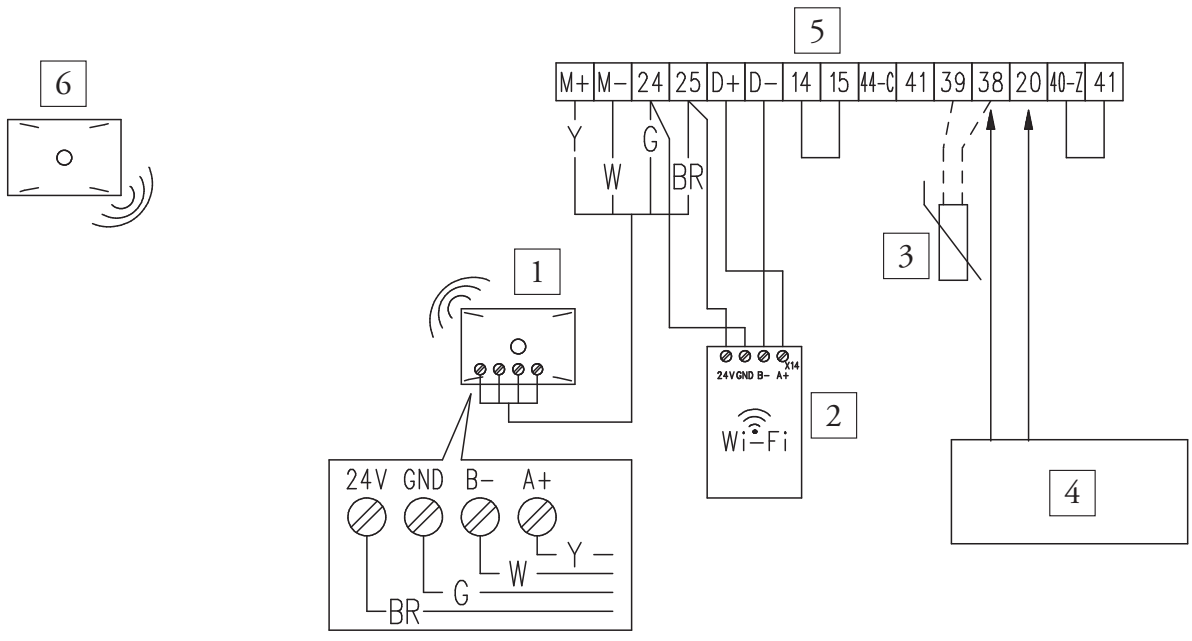 5
6
M+ M- 24 25 D+ D- 14 15 44-C 41 39 38 20 40-Z 41
Y G
W BR
3
1
X14
24V GND B- A+
2
Wi-Fi
24V GND B- A+
4
Y
W
G
BR